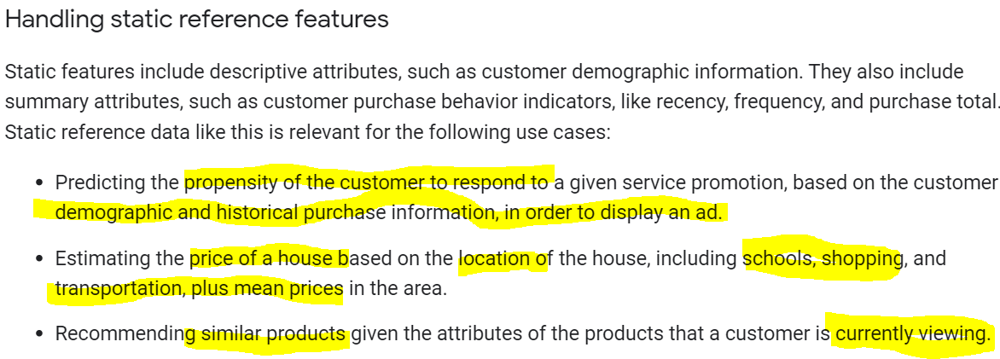 Handling static reference features
Static features include descriptive attributes, such as customer demographic information. They also include
summary attributes, such as customer purchase behavior indicators, like recency, frequency, and purchase total.
Static reference data like this is relevant for the following use cases:
• Predicting the propensity of the customer to respond to a given service promotion, based on the customer
demographic and historical purchase information, in order to display an ad.
• Estimating the price of a house based on the location of the house, including schools, shopping, and
transportation, plus mean prices in the area.
• Recommending similar products given the attributes of the products that a customer is currently viewing.